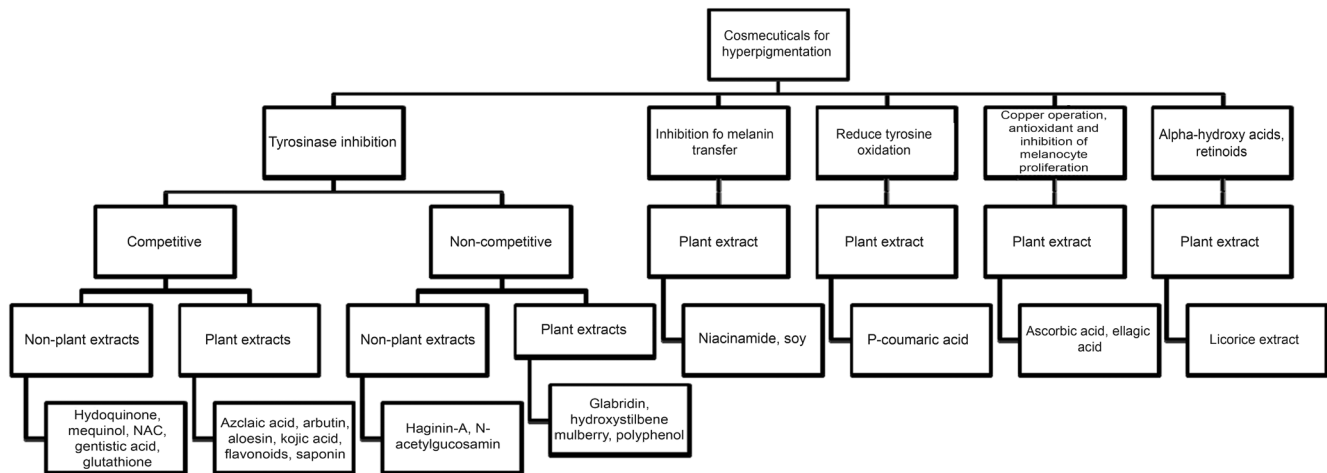 Cosmecuticals for
hyperpigmentation
Tyrosinase inhibition
Inhibition fo melanin
transfer
Reduce tyrosine
oxidation
Copper operation,
antioxidant and
inhibition of
melanocyte
proliferation
Alpha-hydroxy acids,
retinoids
Competitive
Non-competitive
Plant extract
Plant extract
Plant extract
Plant extract
Non-plant extracts
Plant extracts
Non-plant extracts
Plant extracts
Niacinamide, soy
P-coumaric acid
Ascorbic acid, ellagic
acid
Licorice extract
Hydoquinone,
mequinol, NAC,
gentistic acid,
glutathione
Azclaic acid, arbutin,
aloesin, kojic acid,
flavonoids, saponin
Haginin-A, N-
acetylgucosamin
Glabridin,
hydroxystilbene
mulberry, polyphenol